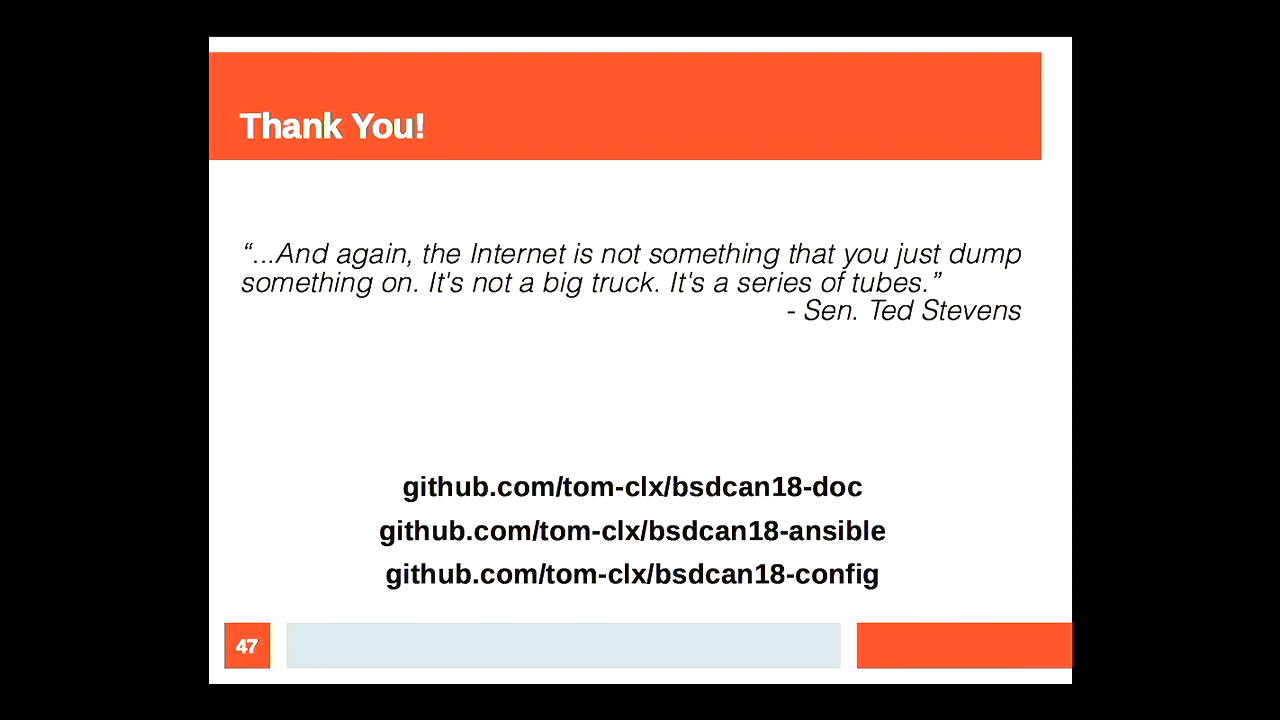 Thank You!
“...And again, the Internet is not something that you just dump
something on. It's not a big truck. It's a series of tubes.”
- Sen. Ted Stevens
github.com/tom-clx/bsdcan18-doc
github.com/tom-clx/bsdcan18-ansible
github.com/tom-clx/bsdcan18-config
47